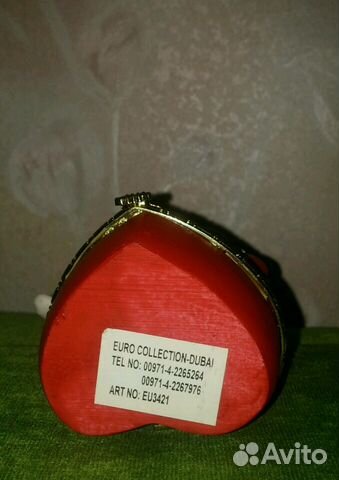 EURO COLLECTION-DUBAI
TEL NO: 00971-4-2265264
00971-4-2267976
ART NO: EU3421
Avito